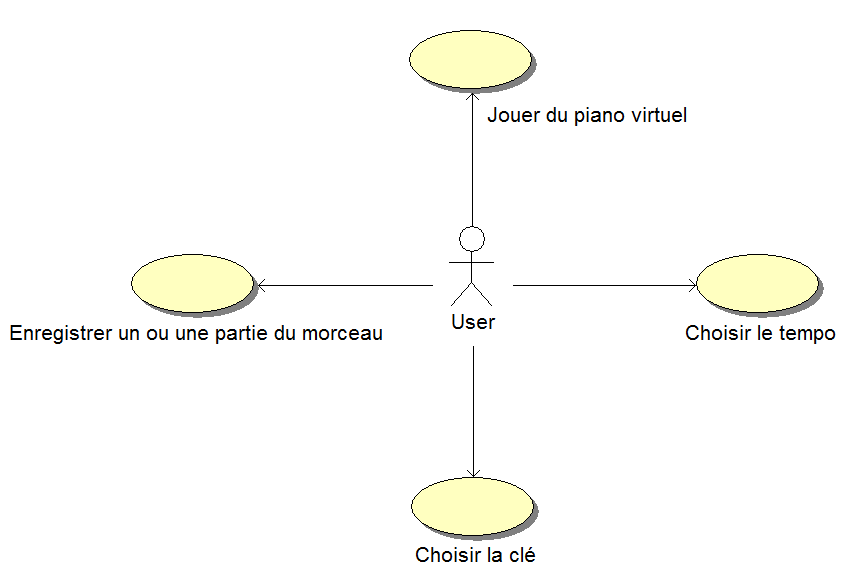 Jouer du piano virtuel
User
Enregistrer un ou une partie du morceau
Choisir le tempo
Choisir la clé